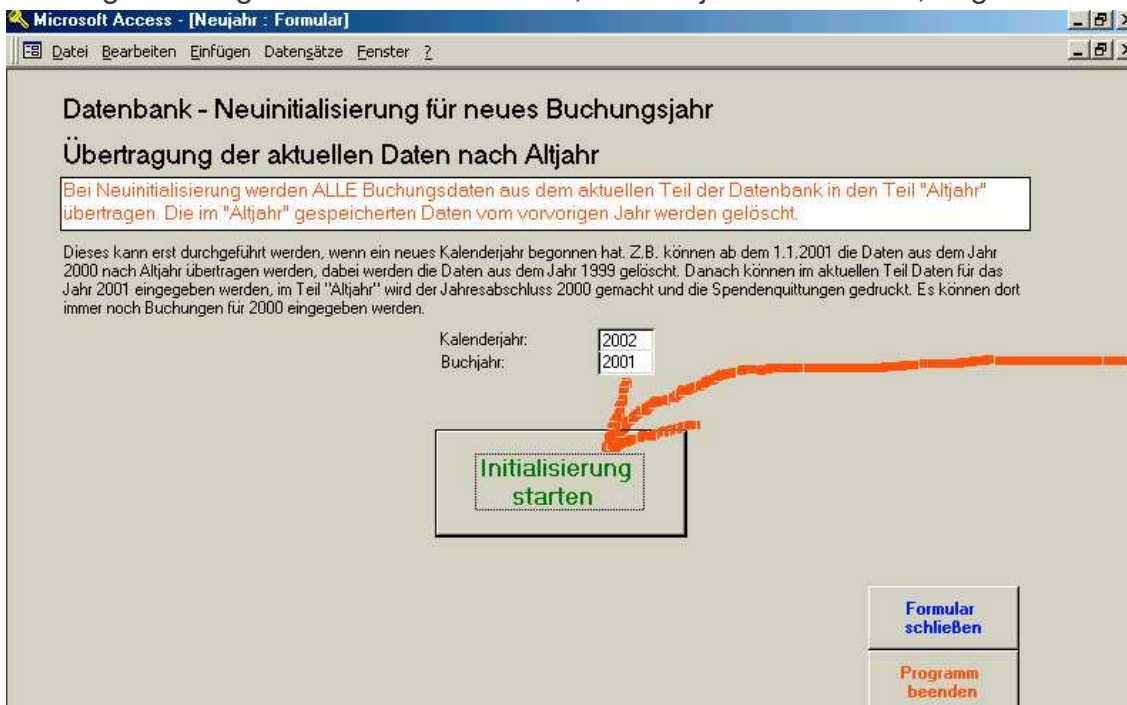 Microsoft Access - [Neujahr : Formular]
Datei Bearbeiten Einfügen Datensätze Fenster ?
Datenbank - Neuinitialisierung für neues Buchungsjahr
Übertragung der aktuellen Daten nach Altjahr
Bei Neuinitialisierung werden ALLE Buchungsdaten aus dem aktuellen Teil der Datenbank in den Teil "Altjahr"
übertragen. Die im "Altjahr" gespeicherten Daten vom vorvorigen Jahr werden gelöscht.
Dieses kann erst durchgeführt werden, wenn ein neues Kalenderjahr begonnen hat. Z.B. können ab dem 1.1.2001 die Daten aus dem Jahr
2000 nach Altjahr übertragen werden, dabei werden die Daten aus dem Jahr 1999 gelöscht. Danach können im aktuellen Teil Daten für das
Jahr 2001 eingegeben werden, im Teil "Altjahr" wird der Jahresabschluss 2000 gemacht und die Spendenquittungen gedruckt. Es können dort
immer noch Buchungen für 2000 eingegeben werden.
Kalenderjahr: 2002
Buchjahr: 2001
Initialisierung
starten
Formular
schließen
Programm
beenden